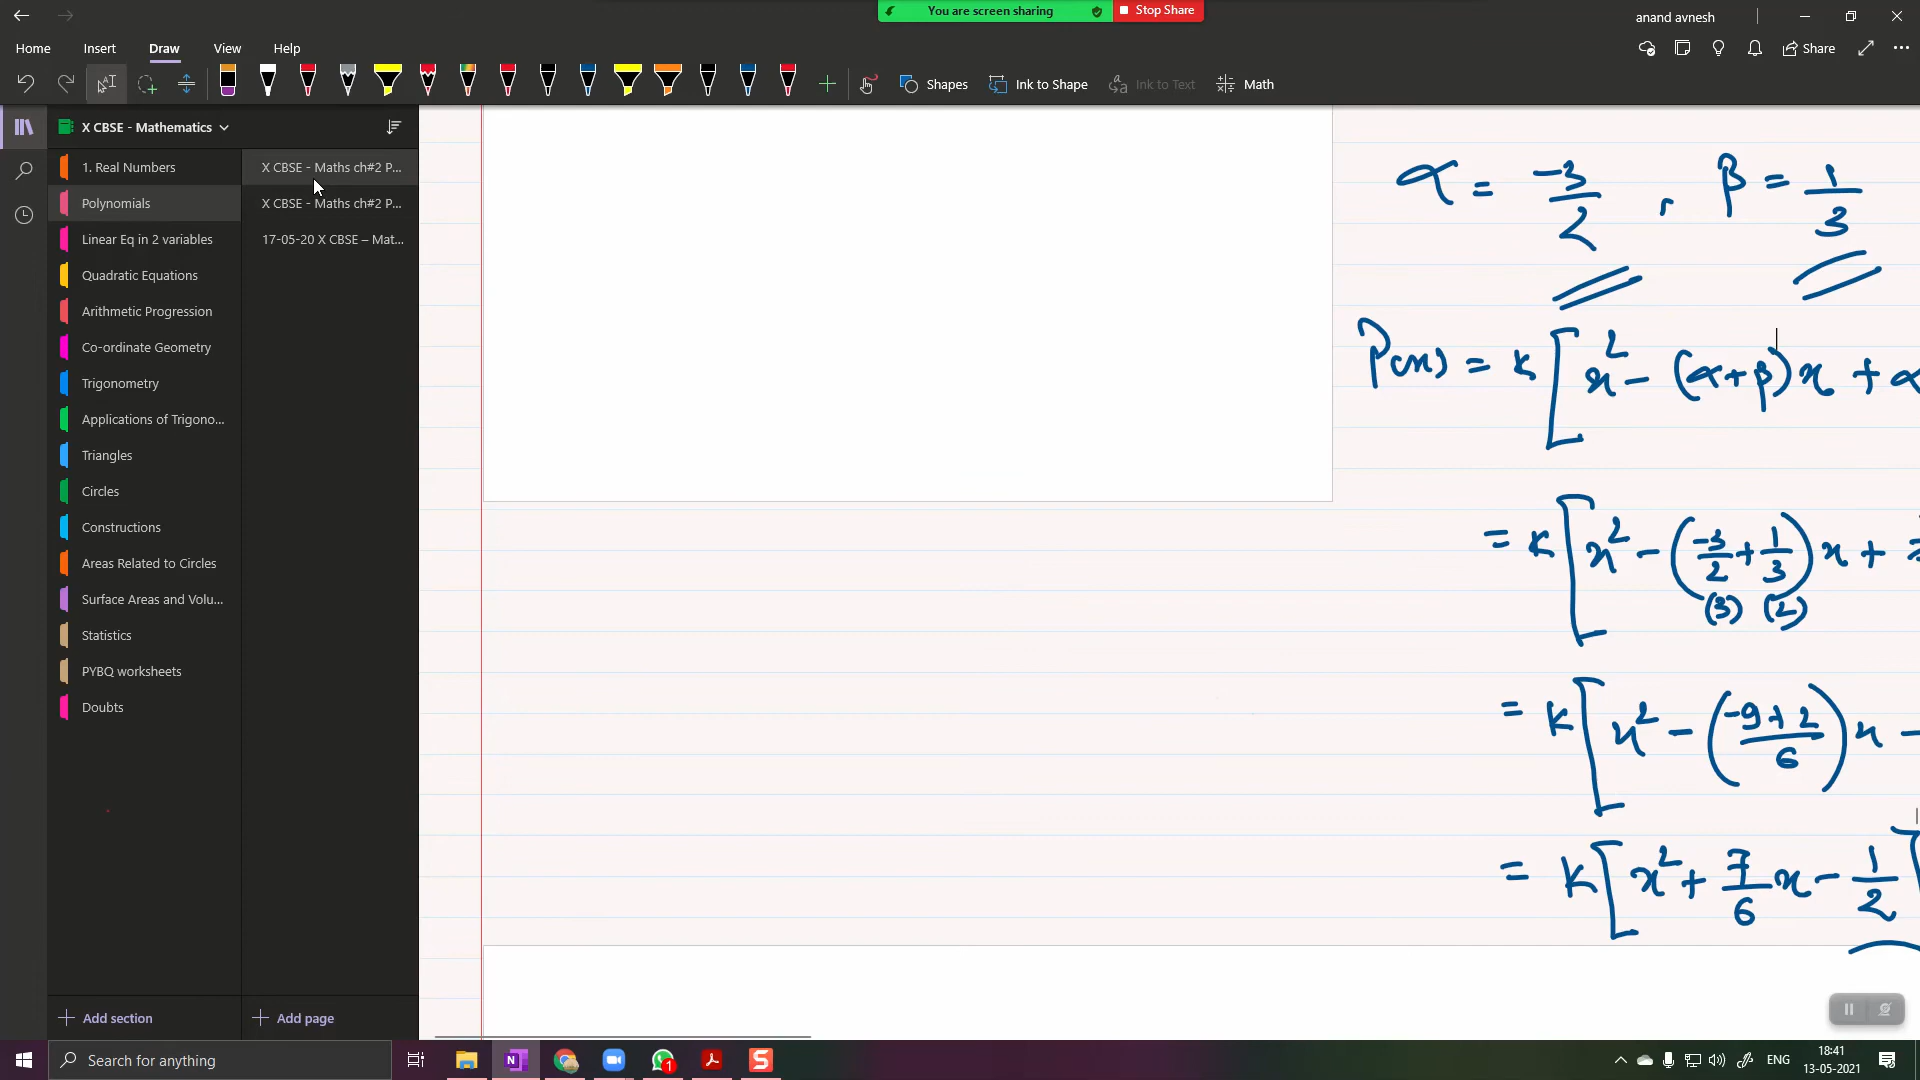 You are screen sharing
Stop Share
anand avnesh
Home Insert Draw View Help
Share
Shapes
Ink to Shape
Ink to Text
Math
X CBSE - Mathematics
1. Real Numbers
Polynomials
Linear Eq in 2 variables
Quadratic Equations
Arithmetic Progression
Co-ordinate Geometry
Trigonometry
Applications of Trigono...
Triangles
Circles
Constructions
Areas Related to Circles
Surface Areas and Volu...
Statistics
PYBQ worksheets
Doubts
X CBSE - Maths ch#2 P...
X CBSE - Maths ch#2 P...
17-05-20 X CBSE – Mat...
α = -3/2 , β = 1/3
P(x) = k [ x² - (α+β)x + α
= k [ x² - (-3/2 + 1/3)x +
(3) (2)
= k [ x² - (-9+2/6)x -
= k [ x² + 7/6 x - 1/2 ]
Add section
Add page
Search for anything
1
ENG
18:41
13-05-2021